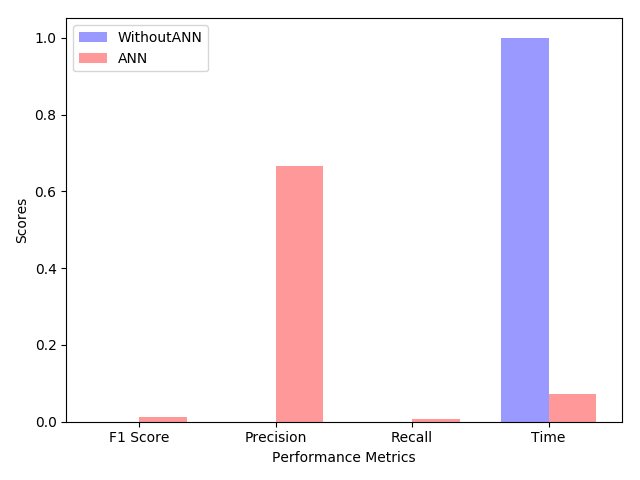 WithoutANN
ANN
1.0
0.8
0.6
0.4
0.2
0.0
Scores
F1 Score Precision Recall Time
Performance Metrics